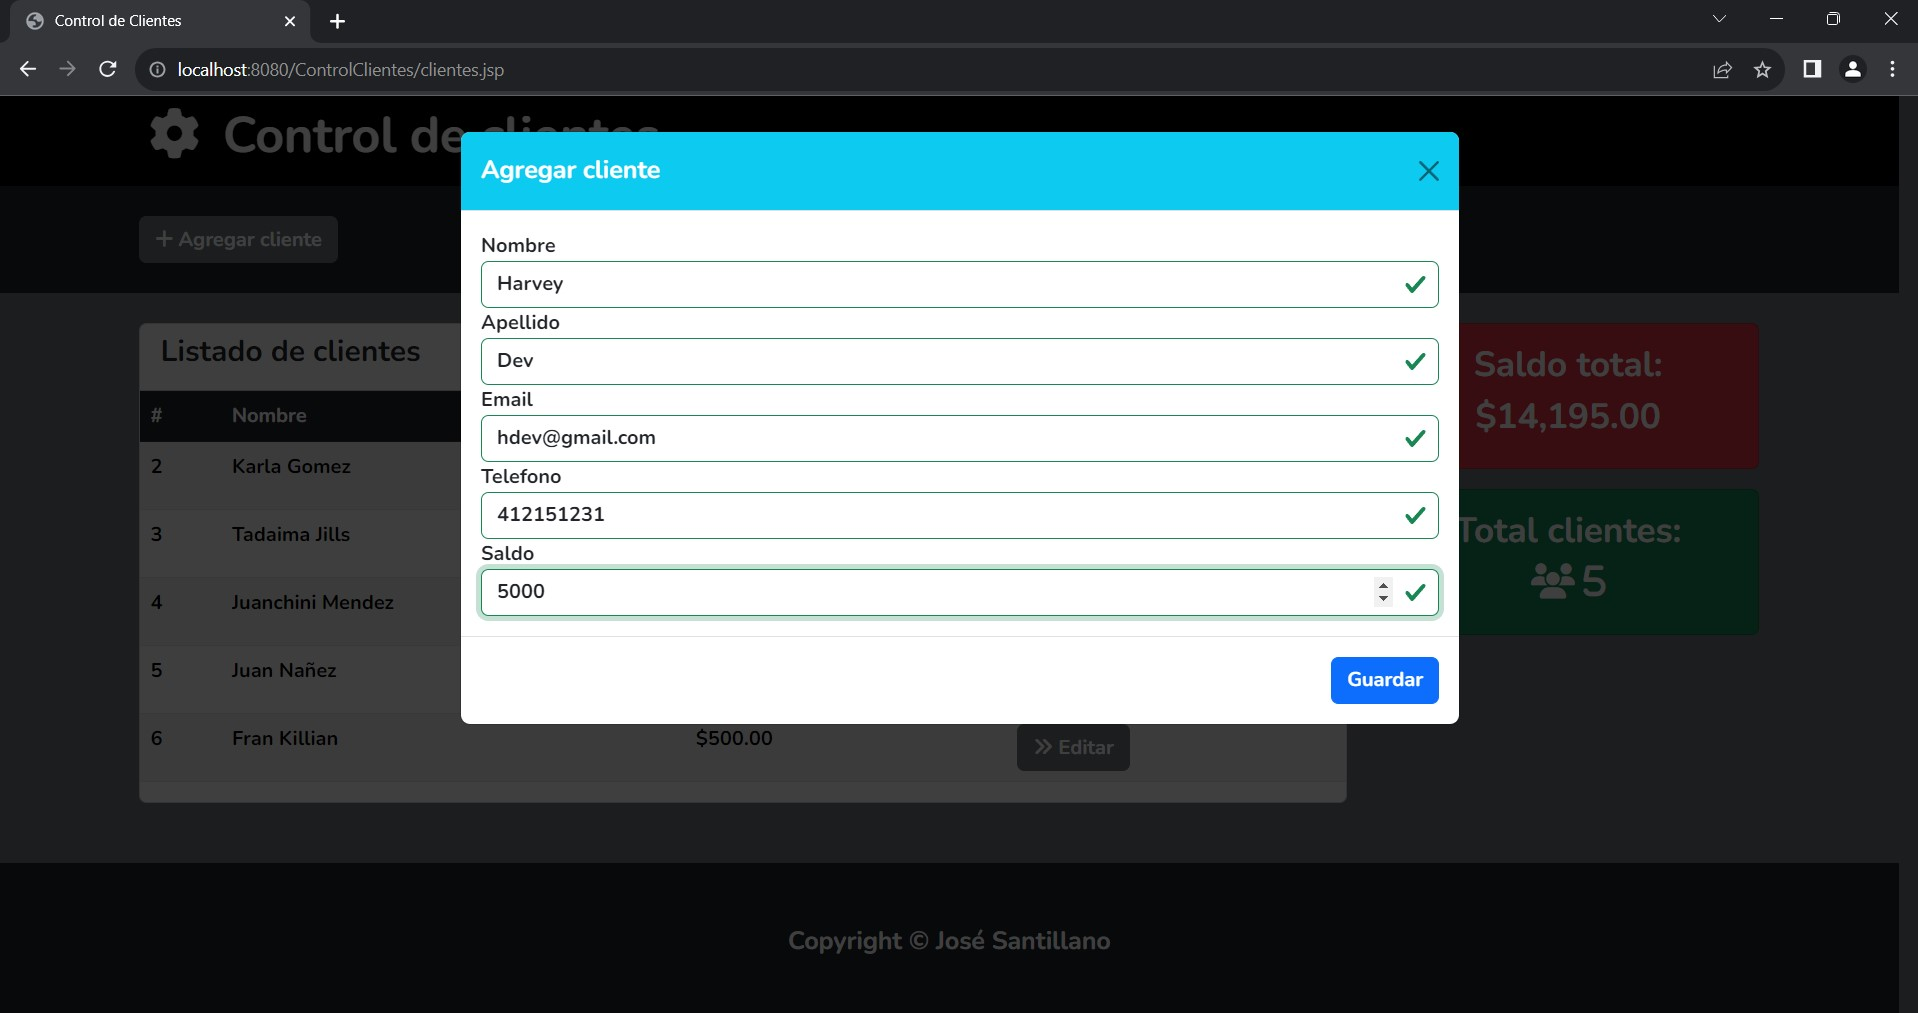 Control de Clientes
localhost:8080/ControlClientes/clientes.jsp
Control de clientes
Agregar cliente
Agregar cliente
Nombre
Harvey
Apellido
Dev
Email
hdev@gmail.com
Telefono
412151231
Saldo
5000
Guardar
Listado de clientes
# Nombre
2 Karla Gomez
3 Tadaima Jills
4 Juanchini Mendez
5 Juan Nañez
6 Fran Killian $500.00 Editar
Saldo total:
$14,195.00
Total clientes:
5
Copyright © José Santillano